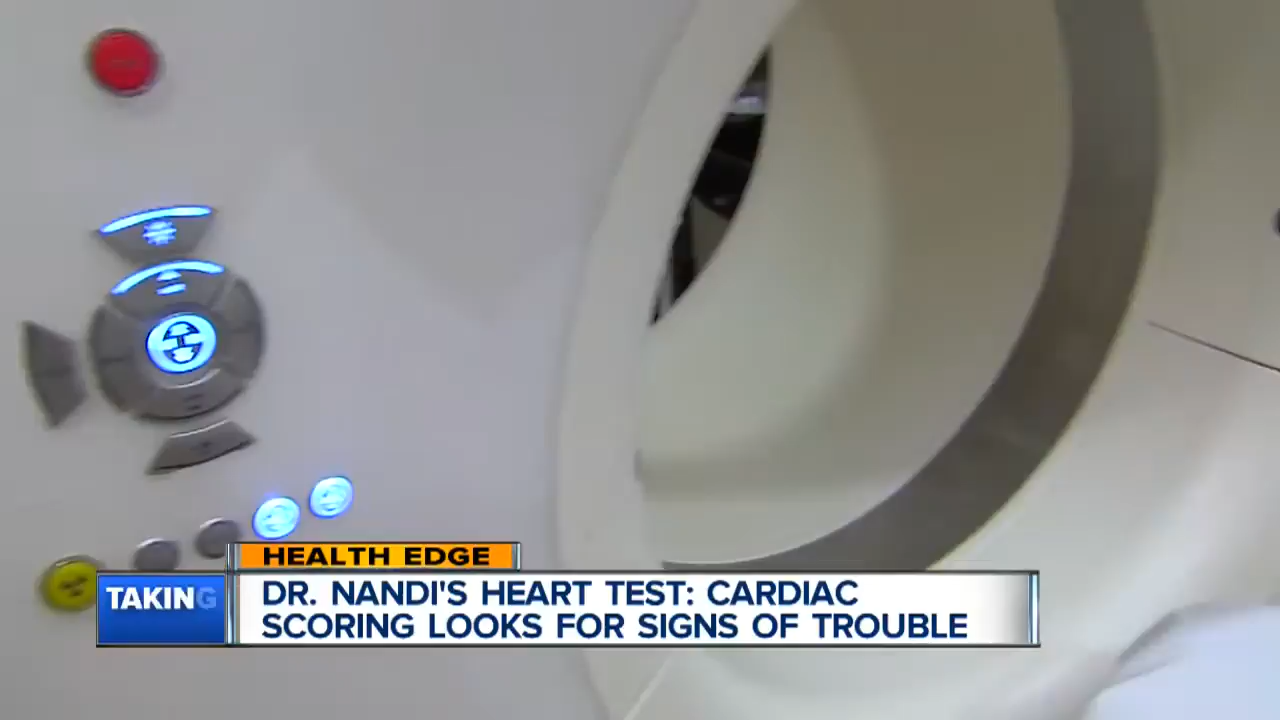 HEALTH EDGE
TAKING
DR. NANDI'S HEART TEST: CARDIAC
SCORING LOOKS FOR SIGNS OF TROUBLE